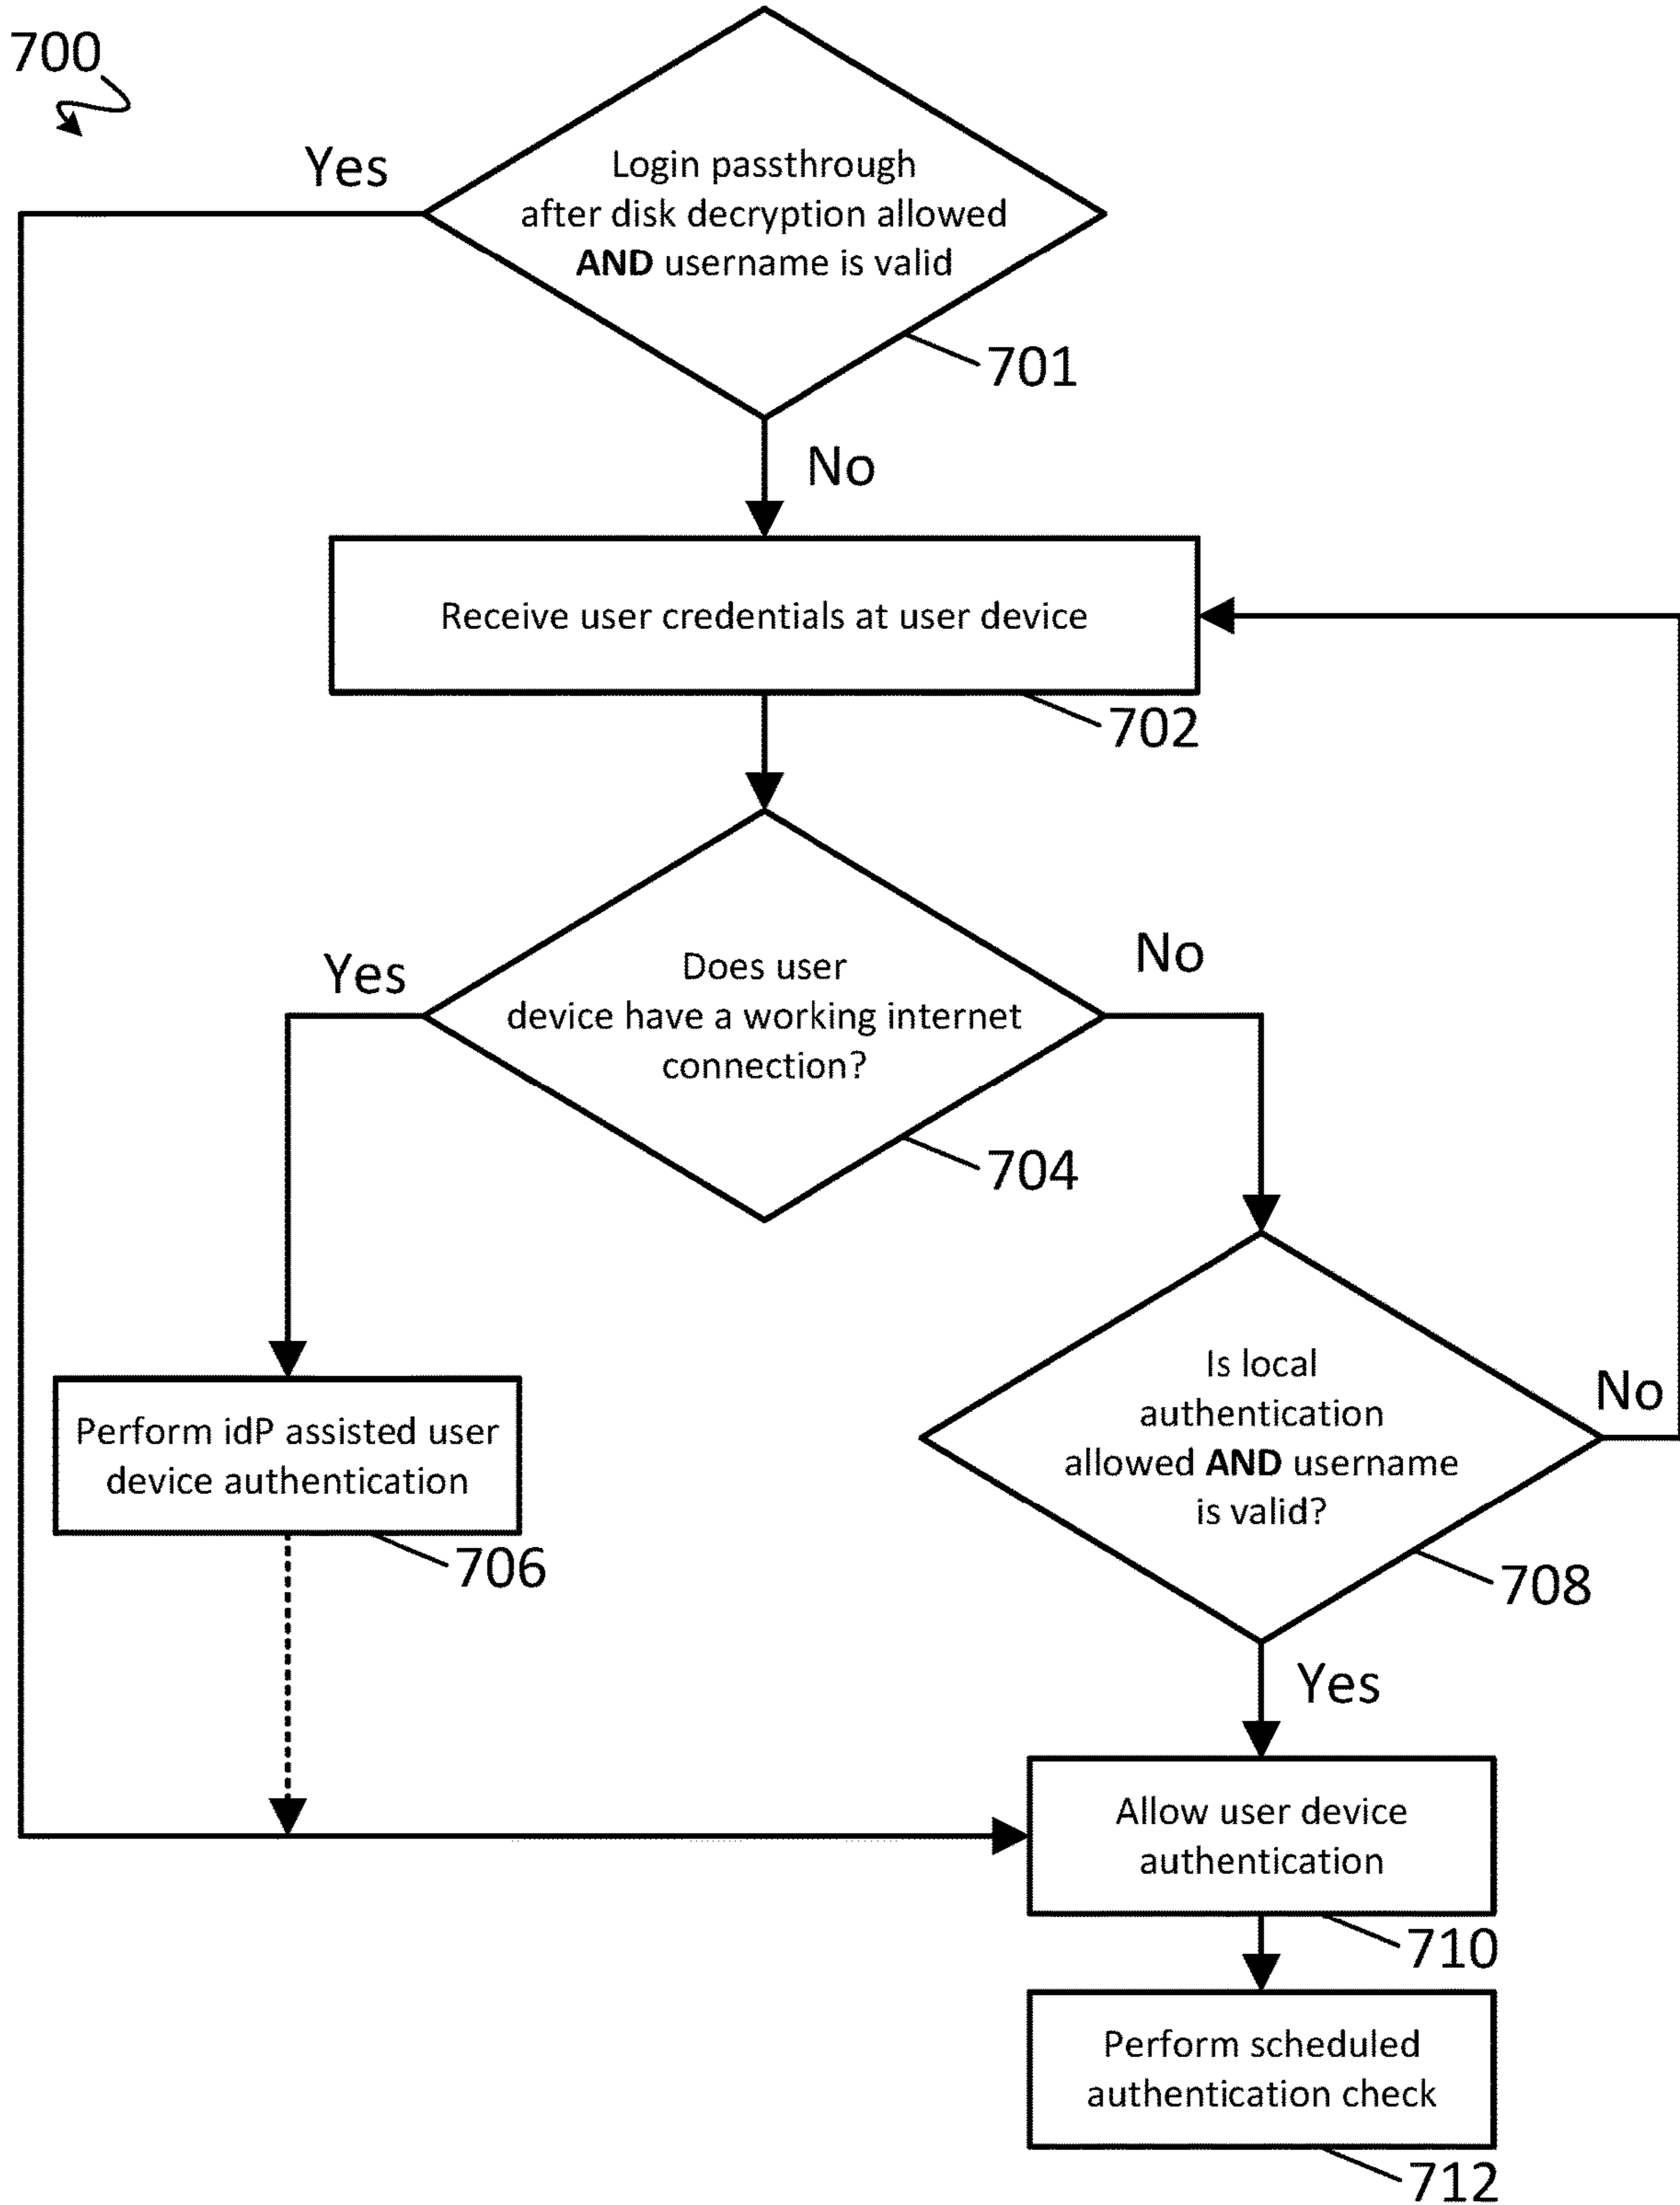 700
Yes
Login passthrough
after disk decryption allowed
AND username is valid
701
No
Receive user credentials at user device
702
Yes
Does user
device have a working internet
connection?
No
704
Perform idP assisted user
device authentication
706
Is local
authentication
allowed AND username
is valid?
No
708
Yes
Allow user device
authentication
710
Perform scheduled
authentication check
712